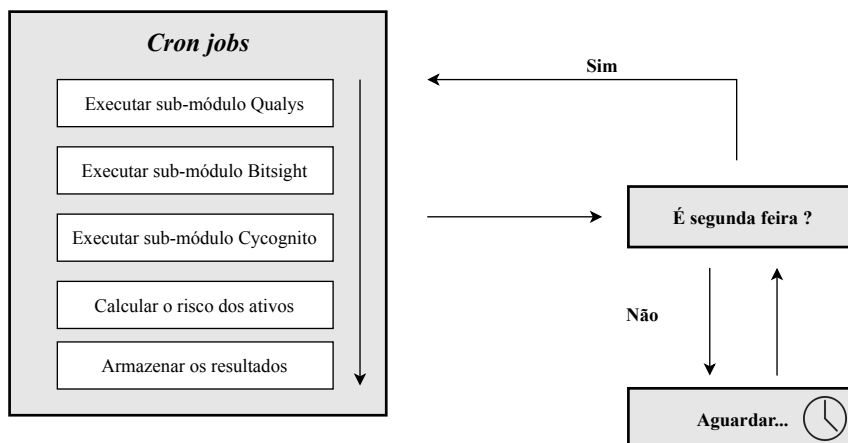 Cron jobs
Executar sub-módulo Qualys
Executar sub-módulo Bitsight
Executar sub-módulo Cycognito
Calcular o risco dos ativos
Armazenar os resultados
Sim
É segunda feira ?
Não
Aguardar...